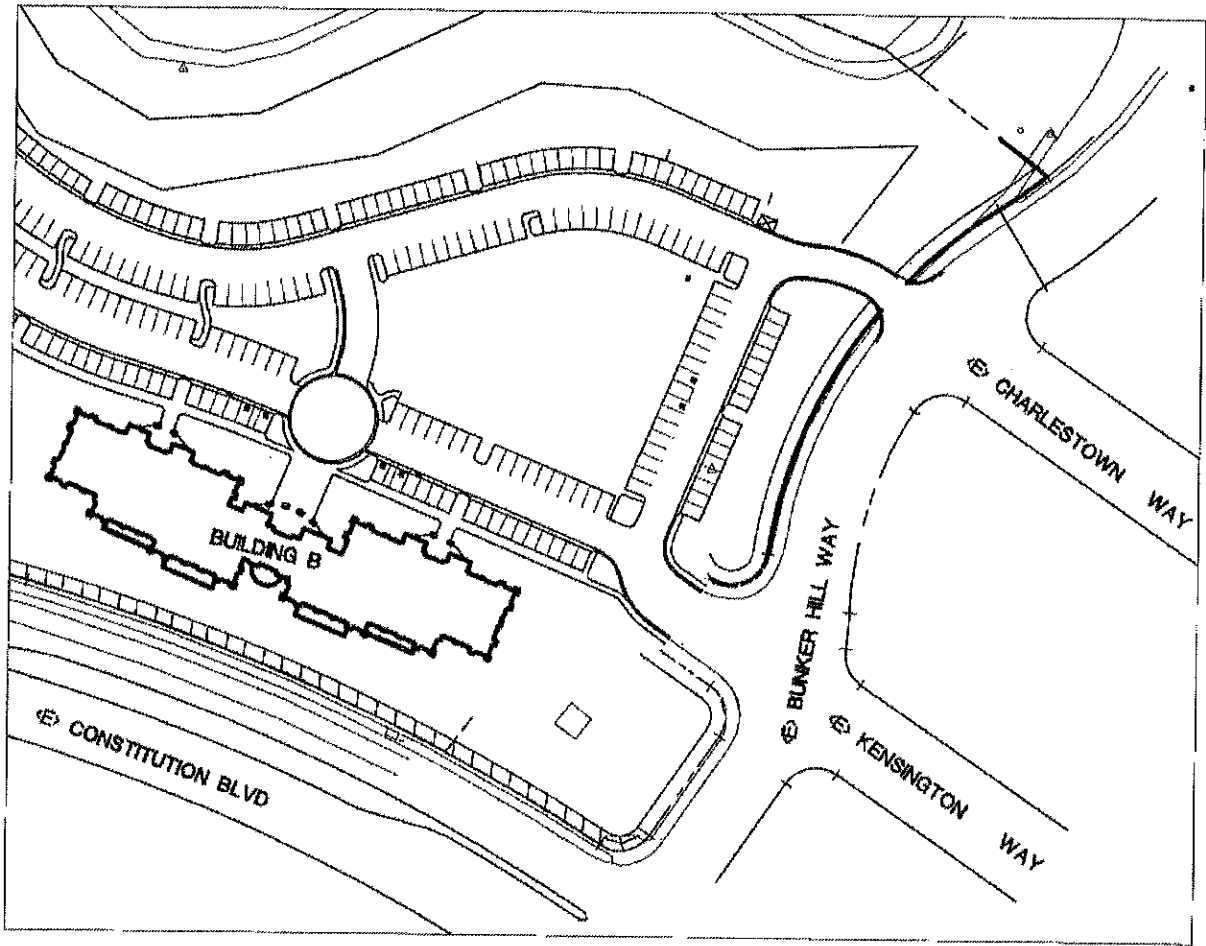 <E> CHARLESTOWN WAY
BUILDING B
<E> BUNKER HILL WAY
<E> CONSTITUTION BLVD
<E> KENSINGTON WAY